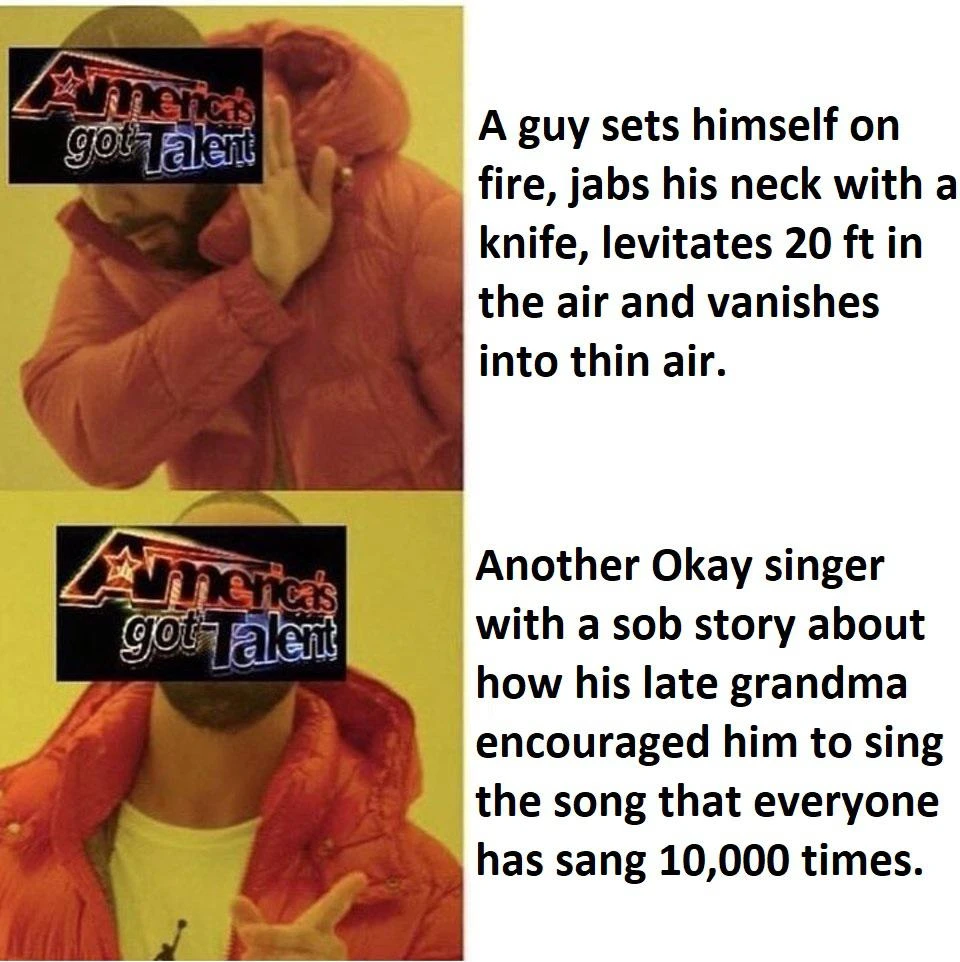 America's
got Talent
A guy sets himself on
fire, jabs his neck with a
knife, levitates 20 ft in
the air and vanishes
into thin air.
America's
got Talent
Another Okay singer
with a sob story about
how his late grandma
encouraged him to sing
the song that everyone
has sang 10,000 times.